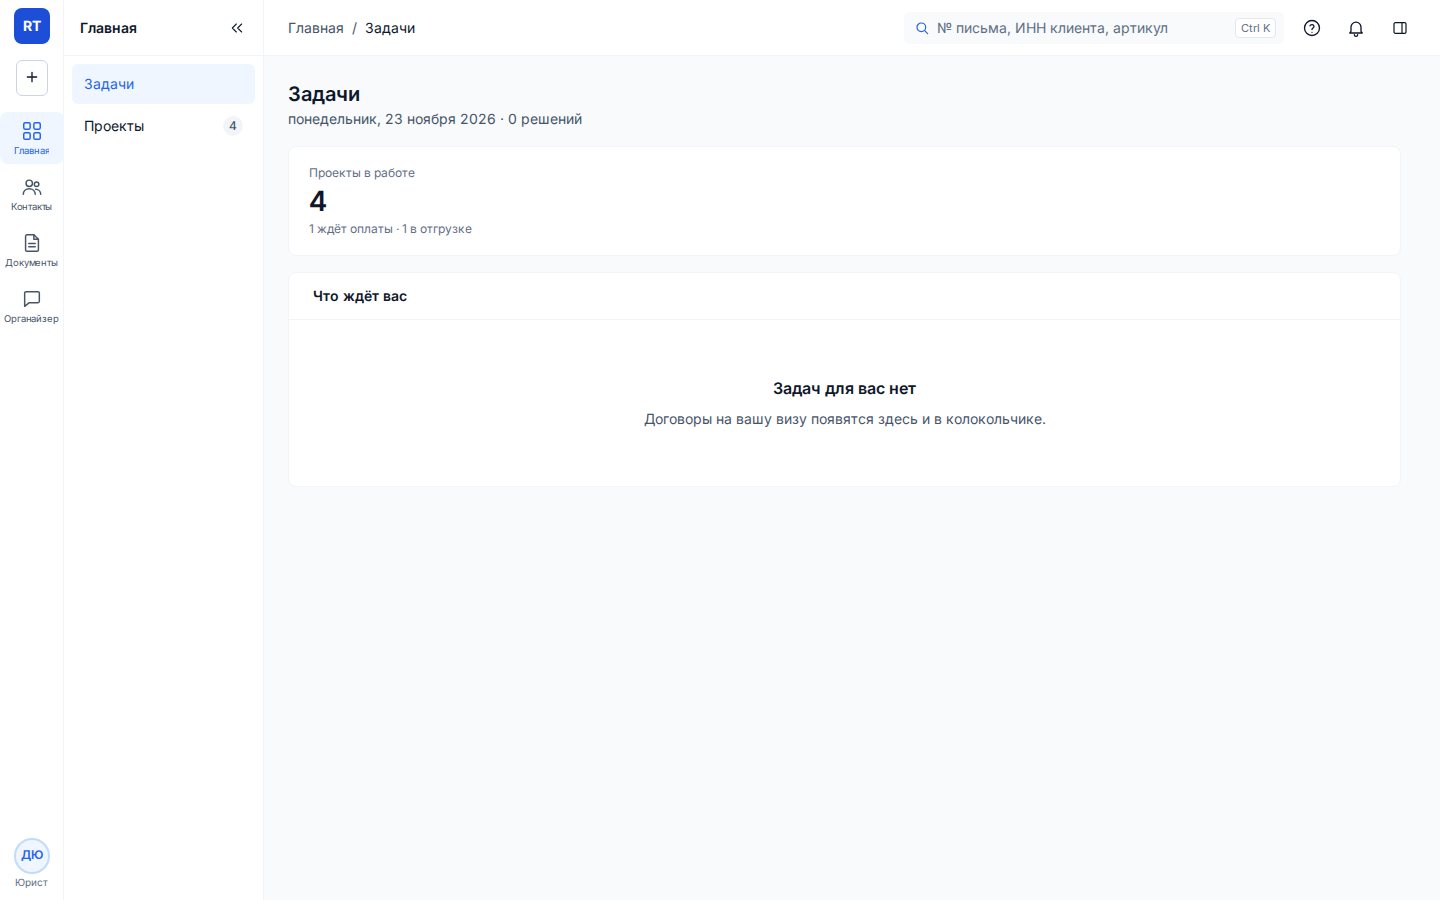 RT
Главная
Контакты
Документы
Органайзер
ДЮ
Юрист
Главная
Задачи
Проекты 4
Главная / Задачи
№ письма, ИНН клиента, артикул Ctrl K
Задачи
понедельник, 23 ноября 2026 · 0 решений
Проекты в работе
4
1 ждёт оплаты · 1 в отгрузке
Что ждёт вас
Задач для вас нет
Договоры на вашу визу появятся здесь и в колокольчике.